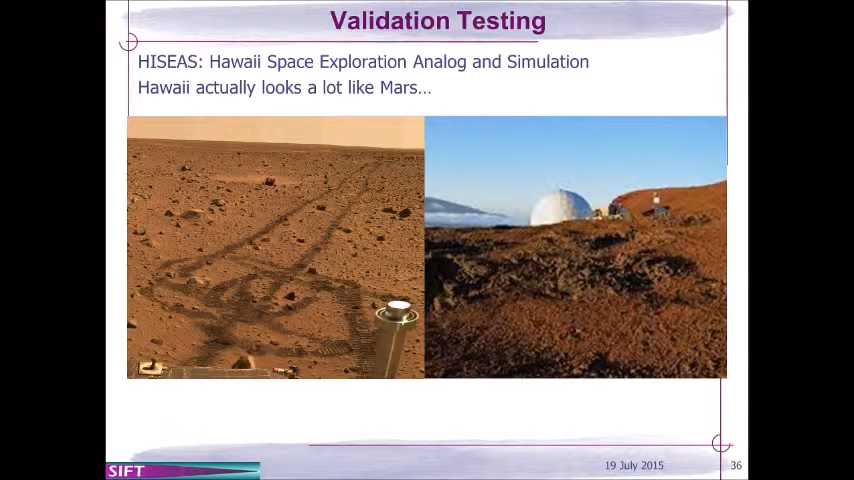 Validation Testing
HISEAS: Hawaii Space Exploration Analog and Simulation
Hawaii actually looks a lot like Mars…
SIFT
19 July 2015
36